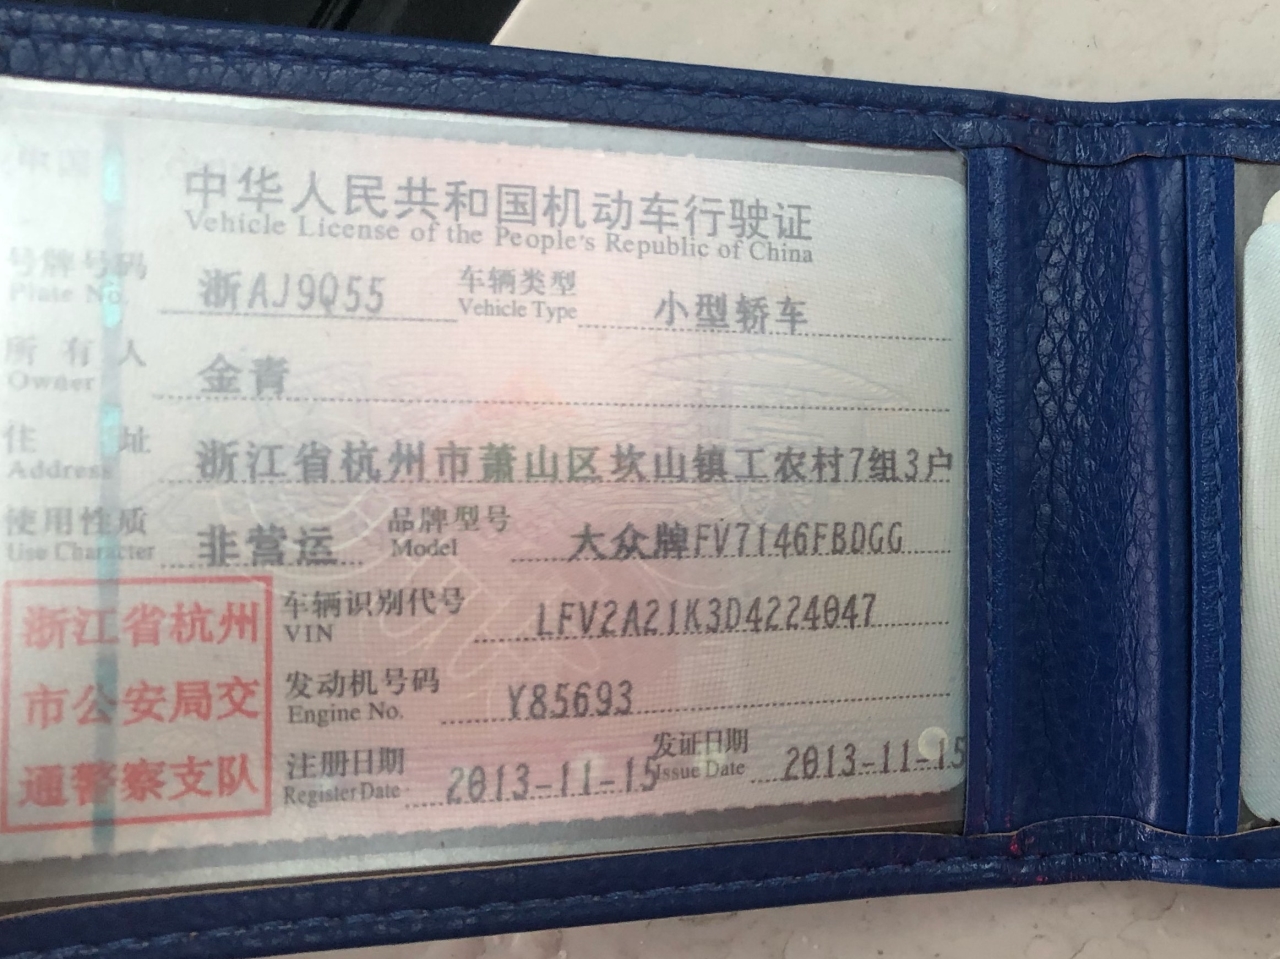 中华人民共和国机动车行驶证
Vehicle License of the People's Republic of China
号牌号码 浙AJ9Q55 车辆类型 小型轿车
Plate No. Vehicle Type
所有人 金青
Owner
住址 浙江省杭州市萧山区坎山镇工农村7组3户
Address
使用性质 非营运 品牌型号 大众牌FV7146FBDGG
Use Character Model
车辆识别代号 LFV2A21K3D4224047
VIN
发动机号码 Y85693
Engine No.
注册日期 2013-11-15 发证日期 2013-11-15
Register Date Issue Date
浙江省杭州
市公安局交
通警察支队